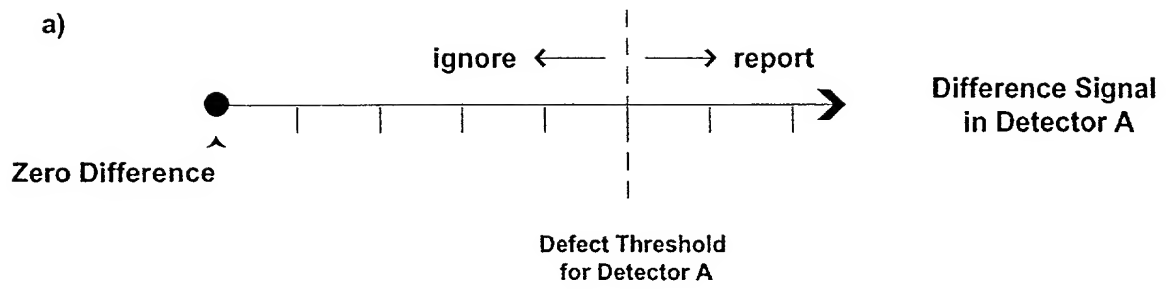 a)
ignore
report
Difference Signal
in Detector A
Zero Difference
Defect Threshold
for Detector A